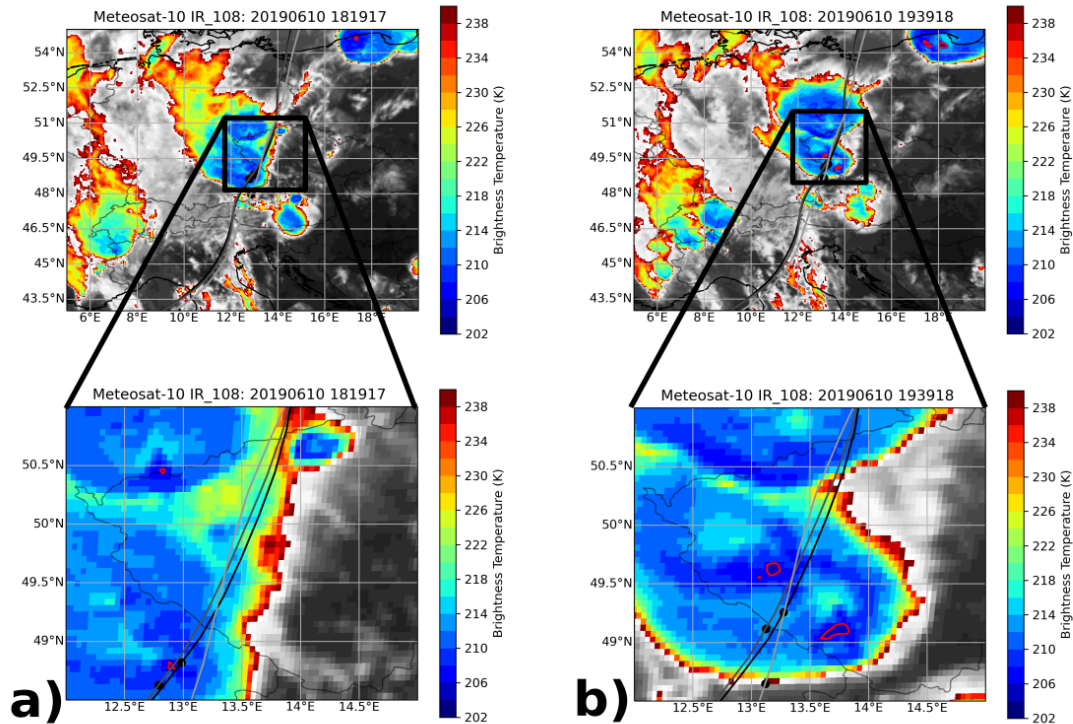 Meteosat-10 IR_108: 20190610 181917
54°N
52.5°N
51°N
49.5°N
48°N
46.5°N
45°N
43.5°N
6°E 8°E 10°E 12°E 14°E 16°E 18°E
238
234
230
226
222
218
214
210
206
202
Brightness Temperature (K)
Meteosat-10 IR_108: 20190610 193918
54°N
52.5°N
51°N
49.5°N
48°N
46.5°N
45°N
43.5°N
6°E 8°E 10°E 12°E 14°E 16°E 18°E
238
234
230
226
222
218
214
210
206
202
Brightness Temperature (K)
Meteosat-10 IR_108: 20190610 181917
50.5°N
50°N
49.5°N
49°N
12.5°E 13°E 13.5°E 14°E 14.5°E
238
234
230
226
222
218
214
210
206
202
Brightness Temperature (K)
a)
Meteosat-10 IR_108: 20190610 193918
50.5°N
50°N
49.5°N
49°N
12.5°E 13°E 13.5°E 14°E 14.5°E
238
234
230
226
222
218
214
210
206
202
Brightness Temperature (K)
b)